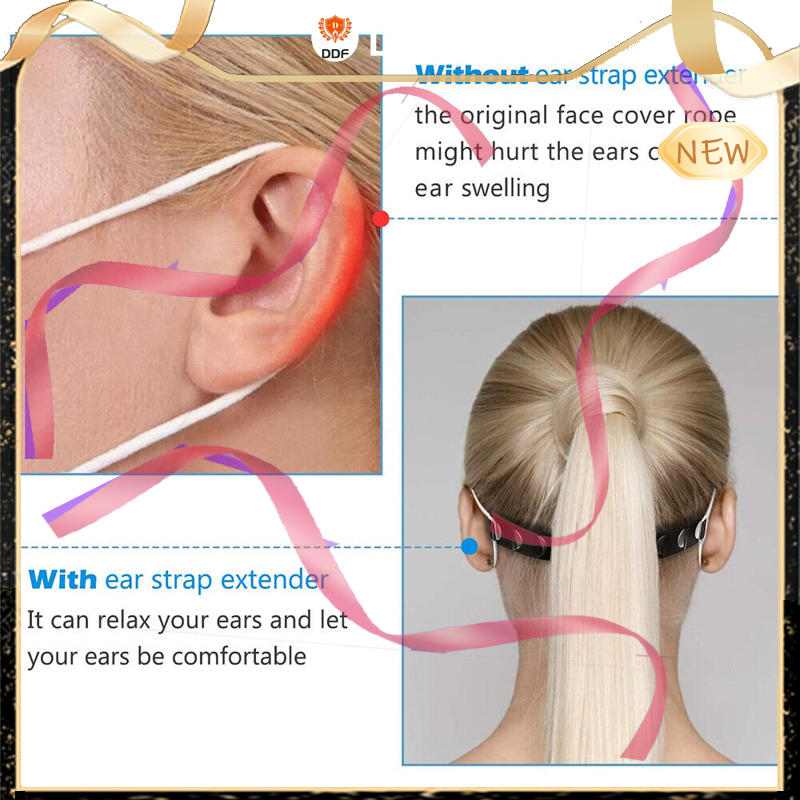 DDF
Without ear strap extender
the original face cover rope
might hurt the ears
ear swelling
NEW
With ear strap extender
It can relax your ears and let
your ears be comfortable